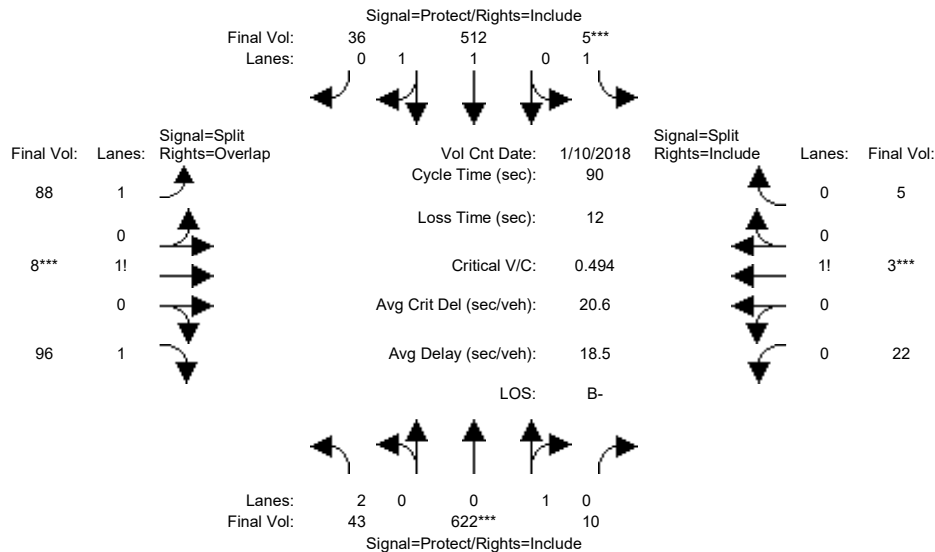 Signal=Protect/Rights=Include
Final Vol: 36 512 5***
Lanes: 0 1 1 0 1
Signal=Split Signal=Split
Final Vol: Lanes: Rights=Overlap Vol Cnt Date: 1/10/2018 Rights=Include Lanes: Final Vol:
Cycle Time (sec): 90
88 1 0 5
Loss Time (sec): 12
0 0
8*** 1! Critical V/C: 0.494 1! 3***
0 Avg Crit Del (sec/veh): 20.6 0
96 1 Avg Delay (sec/veh): 18.5 0 22
LOS: B-
Lanes: 2 0 0 1 0
Final Vol: 43 622*** 10
Signal=Protect/Rights=Include